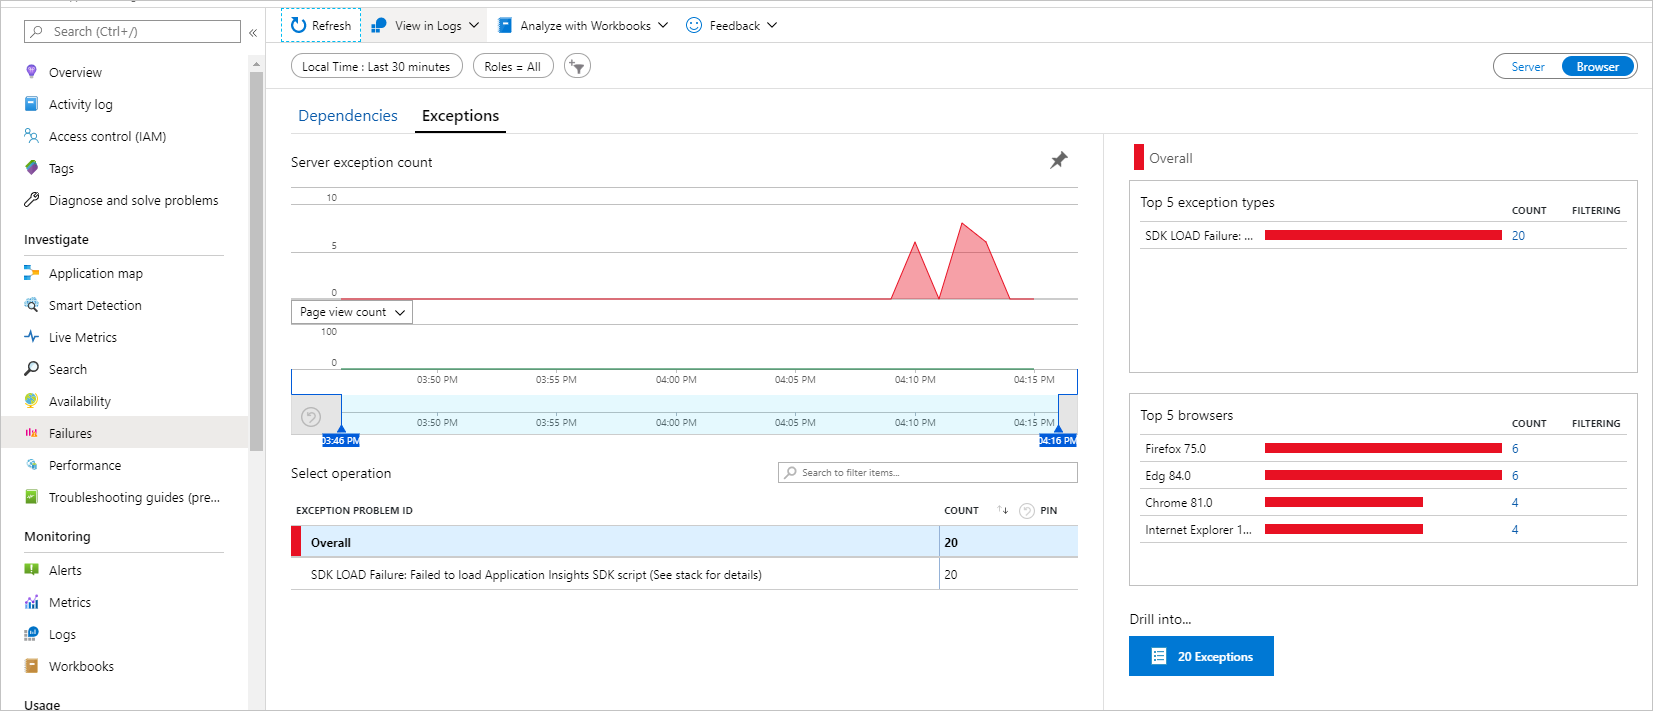 Search (Ctrl+/)
«
Overview
Activity log
Access control (IAM)
Tags
Diagnose and solve problems
Investigate
Application map
Smart Detection
Live Metrics
Search
Availability
Failures
Performance
Troubleshooting guides (pre...
Monitoring
Alerts
Metrics
Logs
Workbooks
Usage
Refresh
View in Logs
Analyze with Workbooks
Feedback
Local Time : Last 30 minutes
Roles = All
Server
Browser
Dependencies
Exceptions
Server exception count
10
5
0
Page view count
100
0
03:50 PM 03:55 PM 04:00 PM 04:05 PM 04:10 PM 04:15 PM
03:50 PM 03:55 PM 04:00 PM 04:05 PM 04:10 PM 04:15 PM
03:46 PM
04:16 PM
Select operation
Search to filter items...
EXCEPTION PROBLEM ID COUNT PIN
Overall 20
SDK LOAD Failure: Failed to load Application Insights SDK script (See stack for details) 20
Overall
Top 5 exception types
COUNT FILTERING
SDK LOAD Failure: ... 20
Top 5 browsers
COUNT FILTERING
Firefox 75.0 6
Edg 84.0 6
Chrome 81.0 4
Internet Explorer 1... 4
Drill into...
20 Exceptions